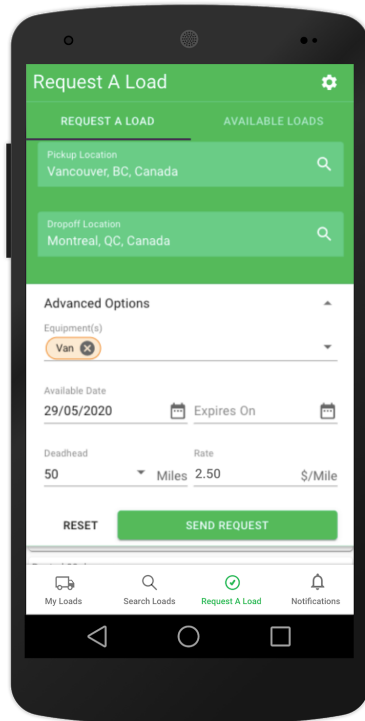 Request A Load
REQUEST A LOAD AVAILABLE LOADS
Pickup Location
Vancouver, BC, Canada
Dropoff Location
Montreal, QC, Canada
Advanced Options
Equipment(s)
Van
Available Date
29/05/2020 Expires On
Deadhead Rate
50 Miles 2.50 $/Mile
RESET SEND REQUEST
My Loads Search Loads Request A Load Notifications